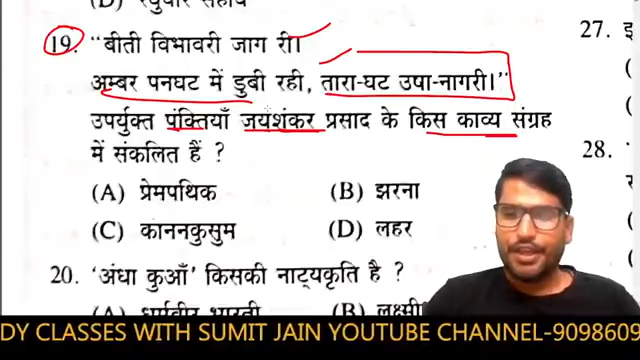 (D) रघुवीर सहाय
19. "बीती विभावरी जाग री।
अम्बर पनघट में डुबी रही, तारा-घट उषा-नागरी।"
उपर्युक्त पंक्तियाँ जयशंकर प्रसाद के किस काव्य संग्रह
में संकलित हैं ?
(A) प्रेमपथिक
(B) झरना
(C) काननकुसुम
(D) लहर
20. 'अंधा कुआँ' किसकी नाट्यकृति है ?
(A) धर्मवीर भारती
(B) लक्ष्मी
27. इ
28.
DY CLASSES WITH SUMIT JAIN YOUTUBE CHANNEL-9098609